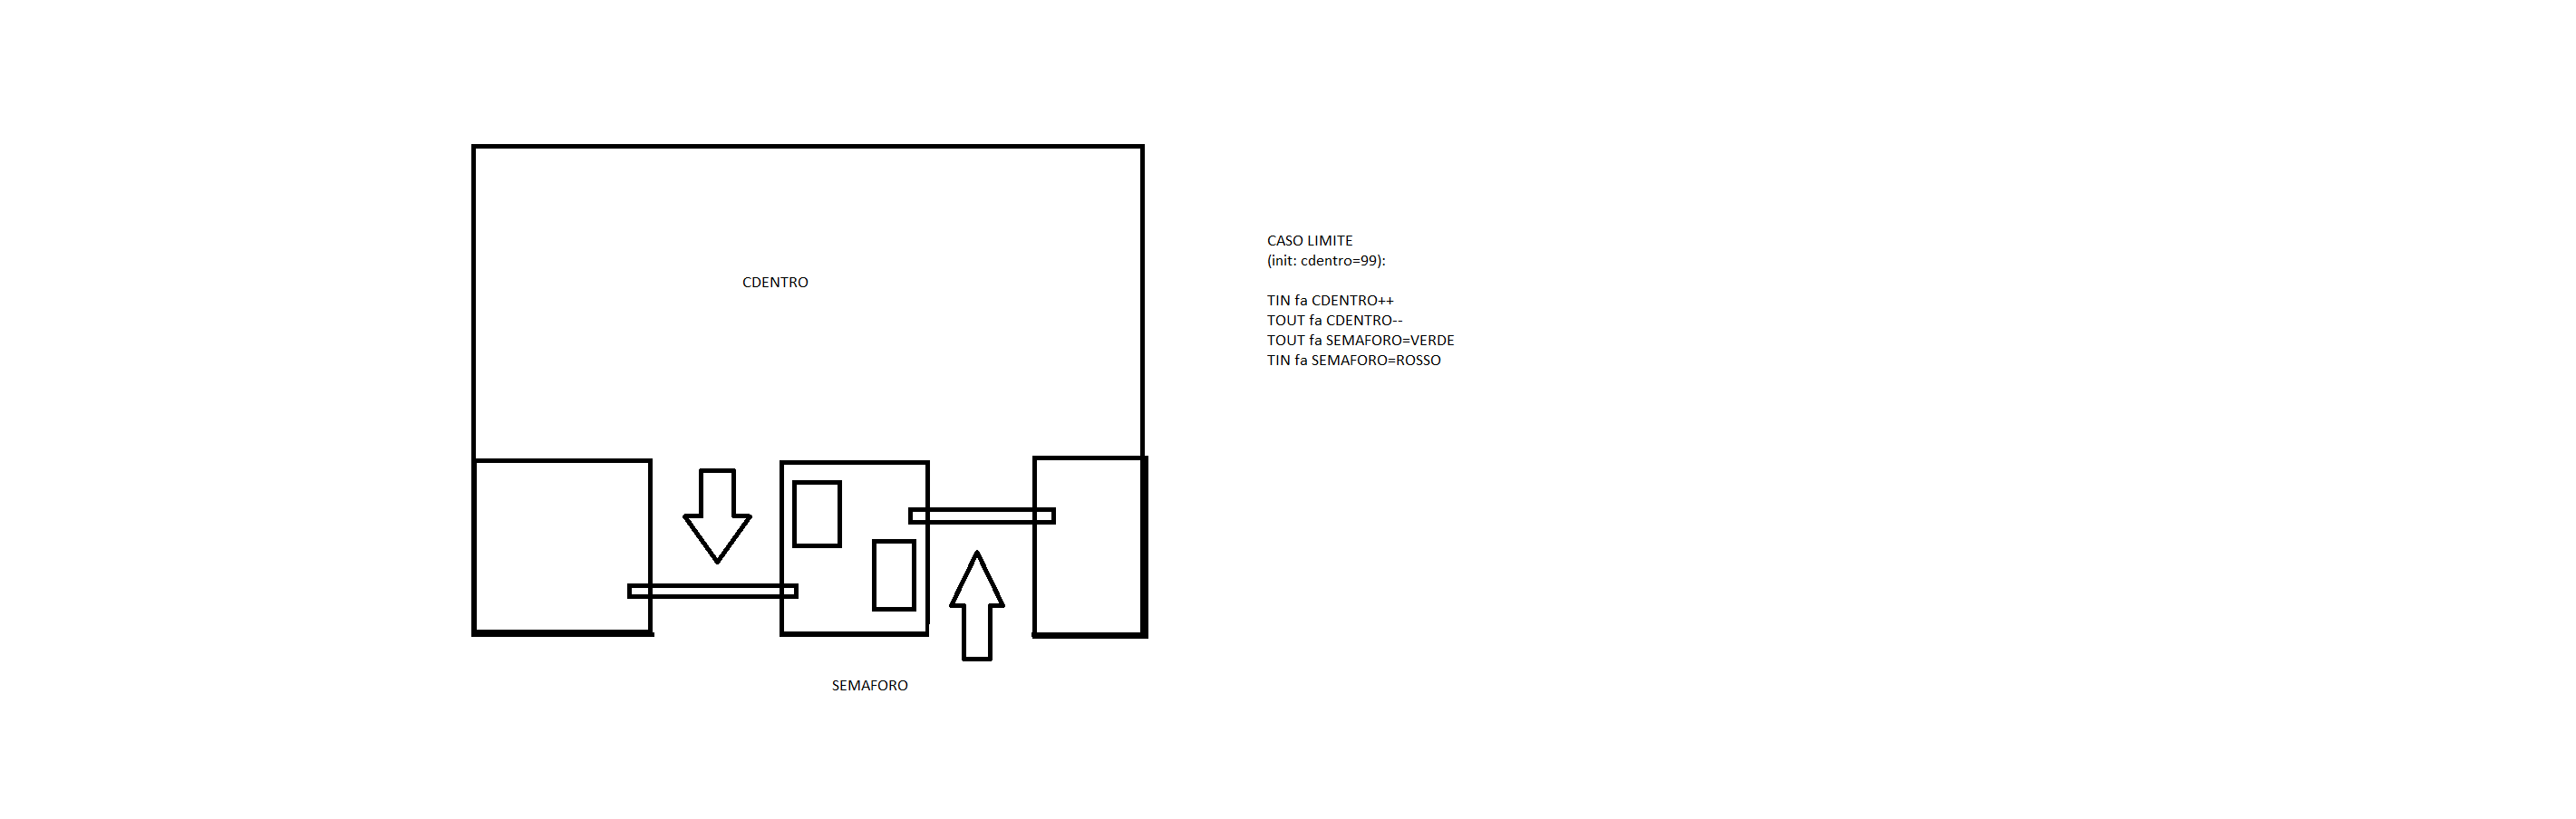 CDENTRO
SEMAFORO
CASO LIMITE
(init: cdentro=99):
TIN fa CDENTRO++
TOUT fa CDENTRO--
TOUT fa SEMAFORO=VERDE
TIN fa SEMAFORO=ROSSO